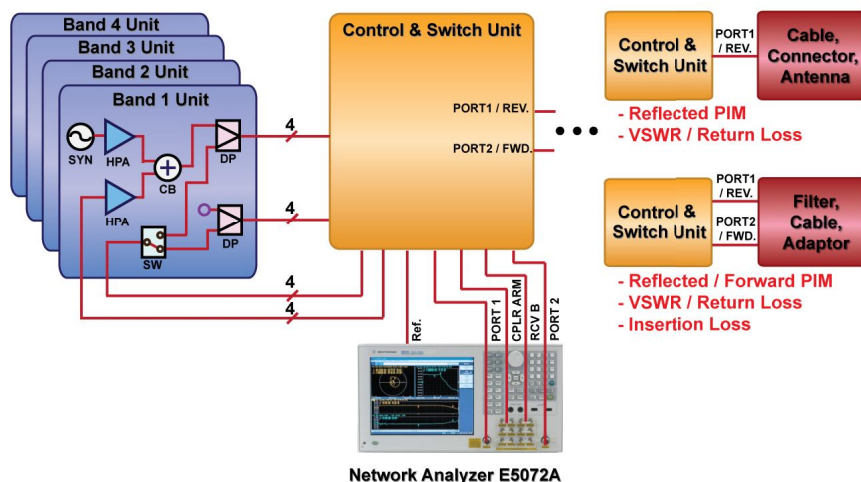 Band 4 Unit
Band 3 Unit
Band 2 Unit
Band 1 Unit
SYN
HPA
CB
DP
HPA
SW
DP
4
4
4
4
Control & Switch Unit
PORT1 / REV.
PORT2 / FWD.
Ref.
PORT 1
CPLR ARM
RCV B
PORT 2
Network Analyzer E5072A
Control &
Switch Unit
PORT1
/ REV.
Cable,
Connector,
Antenna
- Reflected PIM
- VSWR / Return Loss
Control &
Switch Unit
PORT1
/ REV.
PORT2
/ FWD.
Filter,
Cable,
Adaptor
- Reflected / Forward PIM
- VSWR / Return Loss
- Insertion Loss